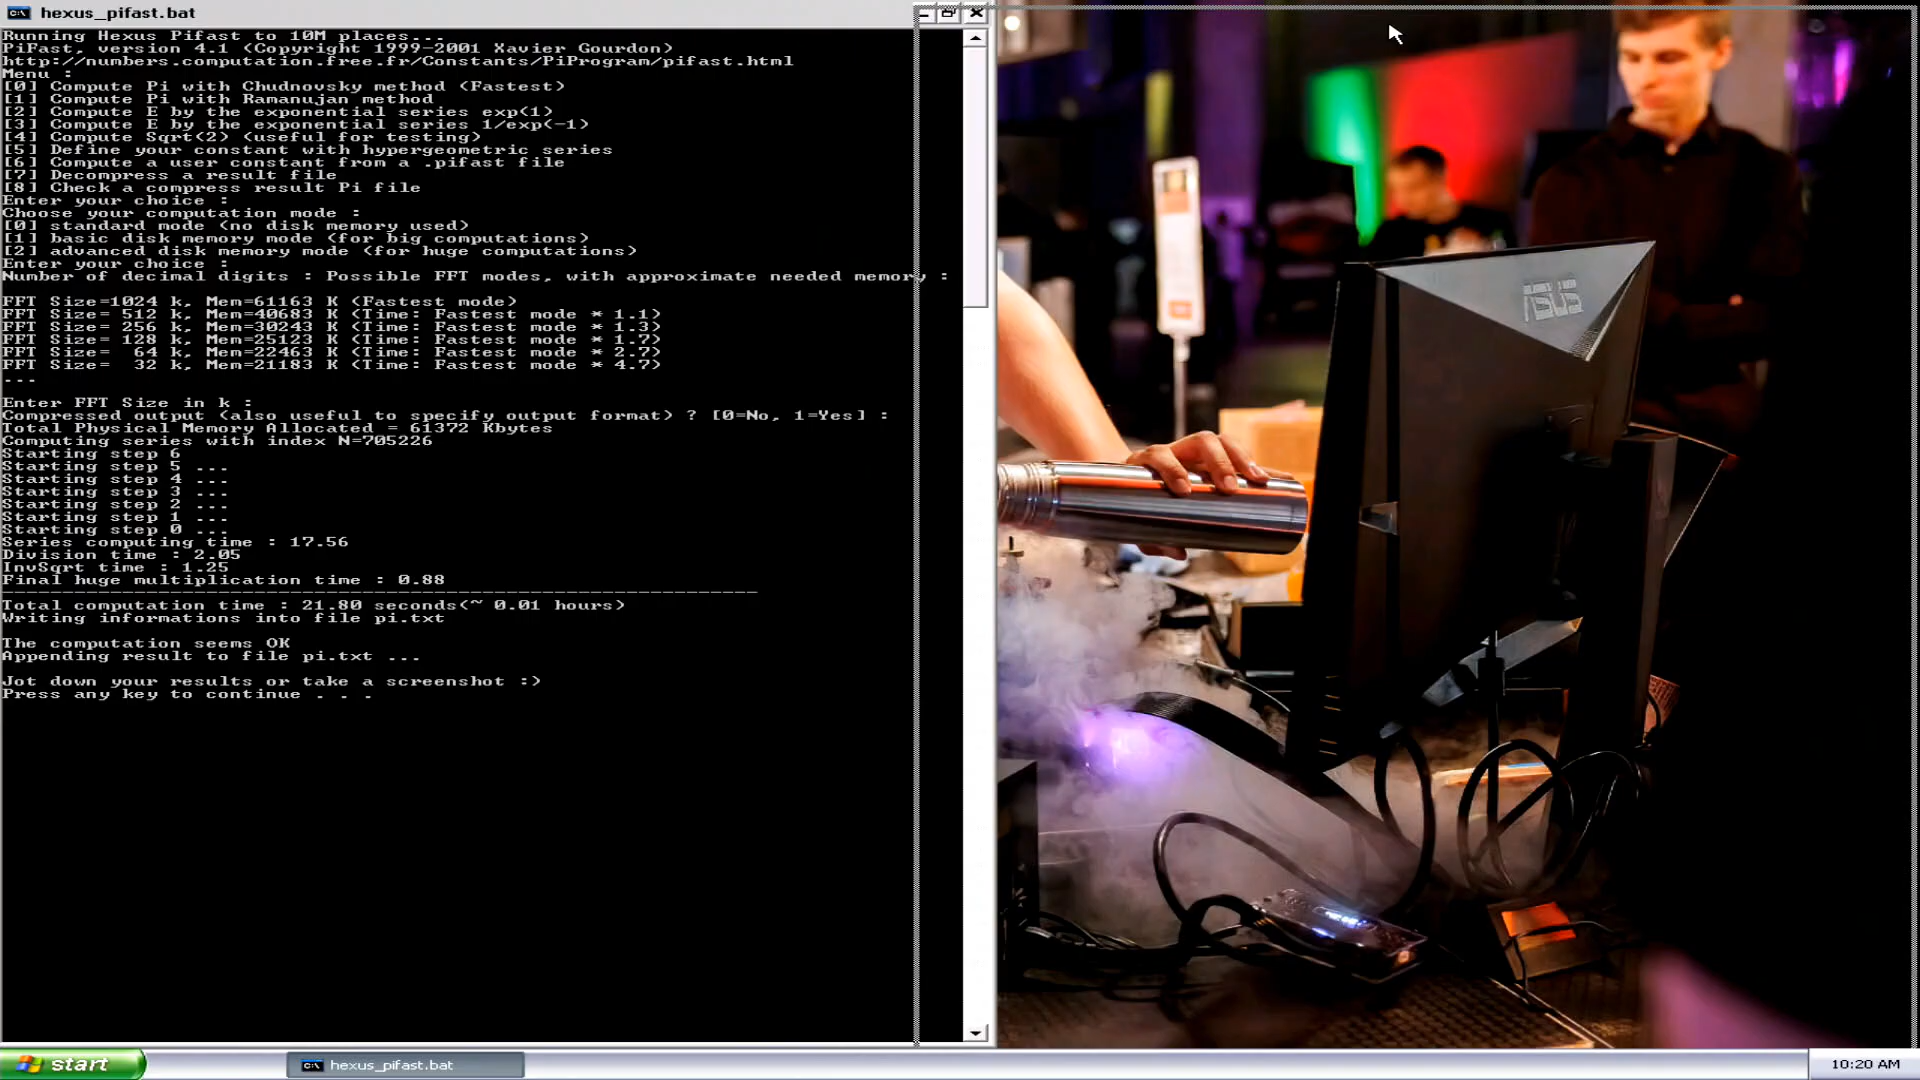 hexus_pifast.bat
Running Hexus Pifast to 10M places...
PiFast, version 4.1 (Copyright 1999-2001 Xavier Gourdon)
http://numbers.computation.free.fr/Constants/PiProgram/pifast.html
Menu :
[0] Compute Pi with Chudnovsky method (Fastest)
[1] Compute Pi with Ramanujan method
[2] Compute E by the exponential series exp(1)
[3] Compute E by the exponential series 1/exp(-1)
[4] Compute Sqrt(2) (useful for testing)
[5] Define your constant with hypergeometric series
[6] Compute a user constant from a .pifast file
[7] Decompress a result file
[8] Check a compress result Pi file
Enter your choice :
Choose your computation mode :
[0] standard mode (no disk memory used)
[1] basic disk memory mode (for big computations)
[2] advanced disk memory mode (for huge computations)
Enter your choice :
Number of decimal digits : Possible FFT modes, with approximate needed memory :
FFT Size=1024 k, Mem=61163 K (Fastest mode)
FFT Size= 512 k, Mem=40683 K (Time: Fastest mode * 1.1)
FFT Size= 256 k, Mem=30243 K (Time: Fastest mode * 1.3)
FFT Size= 128 k, Mem=25123 K (Time: Fastest mode * 1.7)
FFT Size=  64 k, Mem=22463 K (Time: Fastest mode * 2.7)
FFT Size=  32 k, Mem=21183 K (Time: Fastest mode * 4.7)
...
Enter FFT Size in k :
Compressed output (also useful to specify output format) ? [0=No, 1=Yes] :
Total Physical Memory Allocated = 61372 Kbytes
Computing series with index N=705226
Starting step 6
Starting step 5 ...
Starting step 4 ...
Starting step 3 ...
Starting step 2 ...
Starting step 1 ...
Starting step 0 ...
Series computing time : 17.56
Division time : 2.05
InvSqrt time : 1.25
Final huge multiplication time : 0.88
Total computation time : 21.80 seconds(~ 0.01 hours)
Writing informations into file pi.txt
The computation seems OK
Appending result to file pi.txt ...
Jot down your results or take a screenshot :)
Press any key to continue . . .
ASUS
start
hexus_pifast.bat
10:20 AM